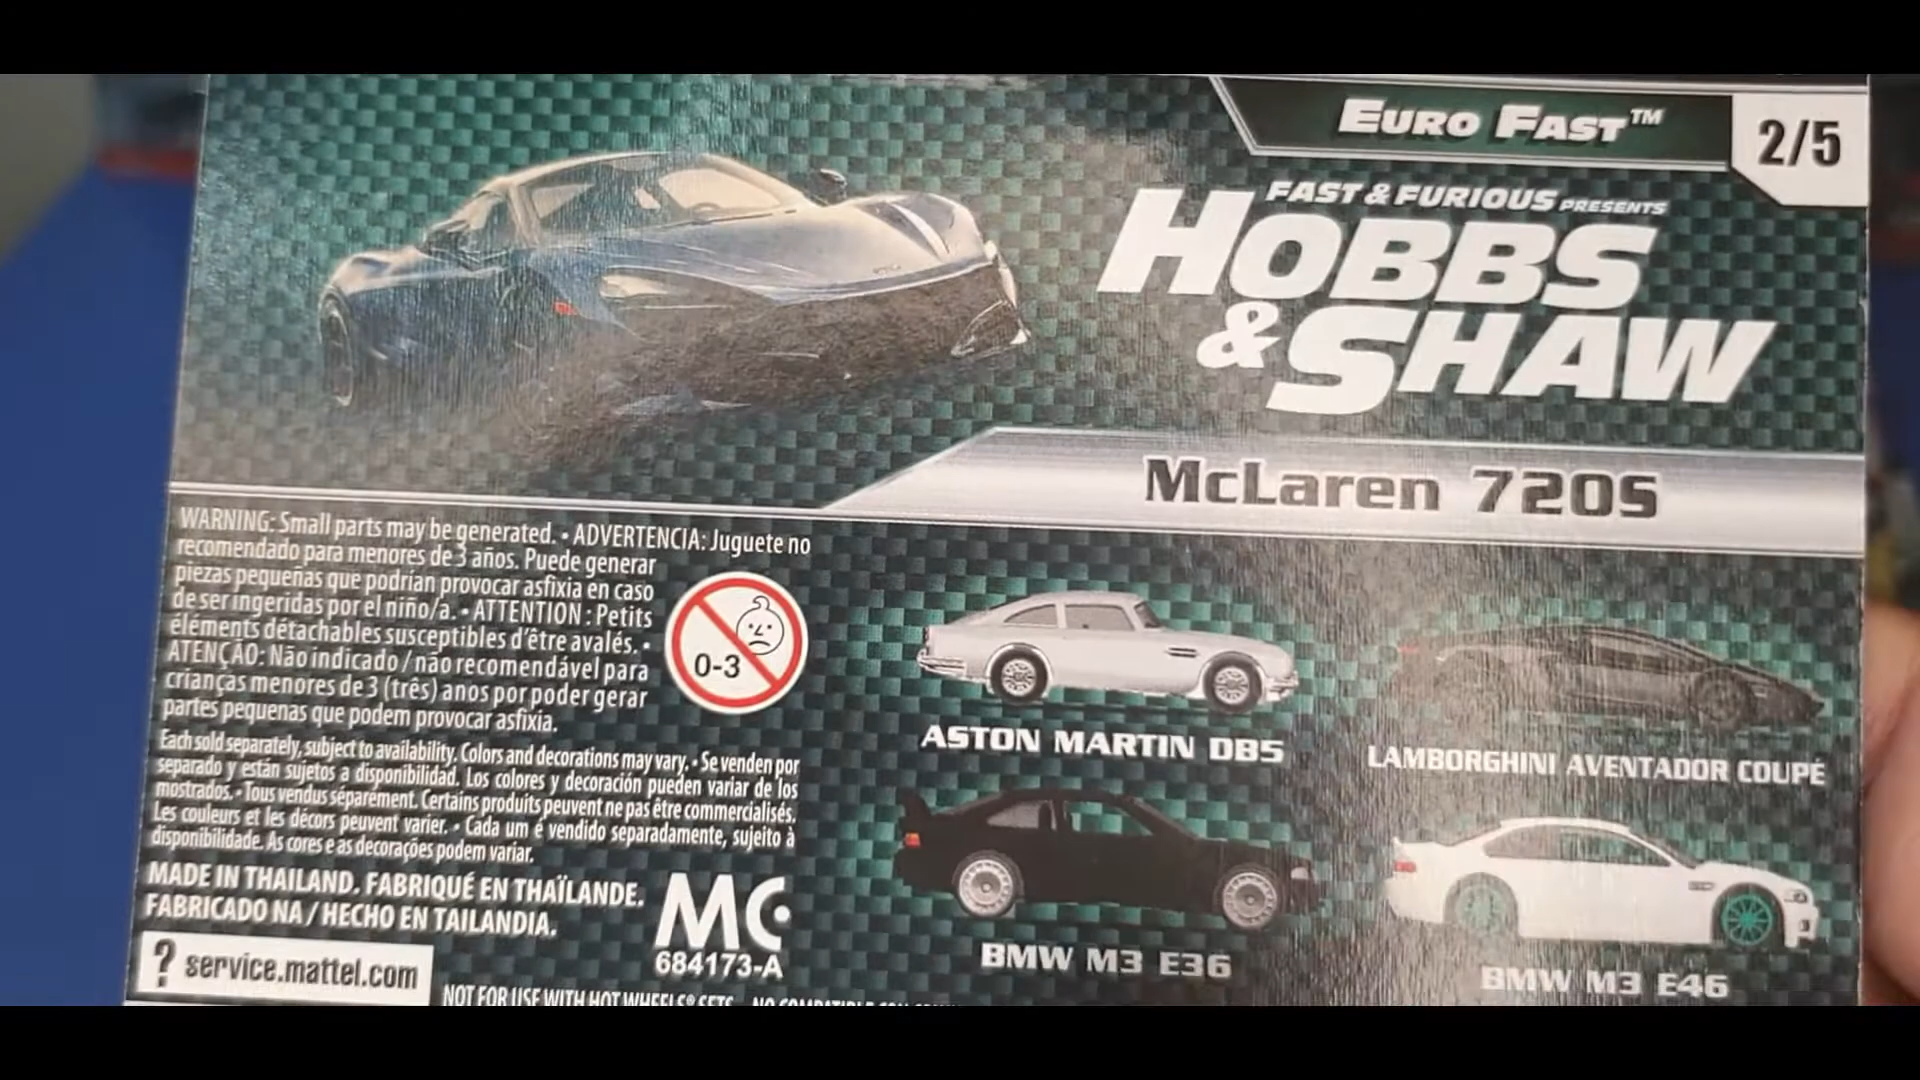 EURO FAST™
2/5
FAST & FURIOUS PRESENTS
HOBBS
& SHAW
McLaren 720S
WARNING: Small parts may be generated. • ADVERTENCIA: Juguete no
recomendado para menores de 3 años. Puede generar
piezas pequeñas que podrían provocar asfixia en caso
de ser ingeridas por el niño/a. • ATTENTION : Petits
éléments détachables susceptibles d'être avalés. •
ATENÇÃO: Não indicado / não recomendável para
crianças menores de 3 (três) anos por poder gerar
partes pequenas que podem provocar asfixia.
0-3
Each sold separately, subject to availability. Colors and decorations may vary. • Se venden por
separado y están sujetos a disponibilidad. Los colores y decoración pueden variar de los
mostrados. • Tous vendus séparement. Certains produits peuvent ne pas être commercialisés.
Les couleurs et les décors peuvent varier. • Cada um é vendido separadamente, sujeito à
disponibilidade. As cores e as decorações podem variar.
MADE IN THAILAND. FABRIQUÉ EN THAÏLANDE.
FABRICADO NA / HECHO EN TAILANDIA.
MC
684173-A
? service.mattel.com
NOT FOR USE WITH HOT WHEELS® SETS
ASTON MARTIN DB5
LAMBORGHINI AVENTADOR COUPÉ
BMW M3 E36
BMW M3 E46